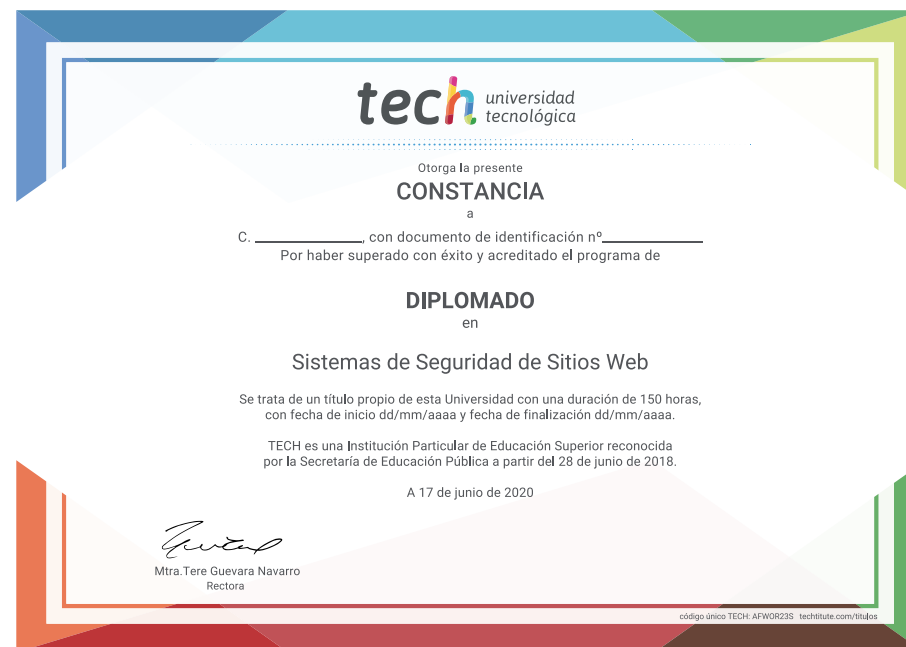 tech universidad
tecnológica
Otorga la presente
CONSTANCIA
a
C. ____________, con documento de identificación nº____________
Por haber superado con éxito y acreditado el programa de
DIPLOMADO
en
Sistemas de Seguridad de Sitios Web
Se trata de un título propio de esta Universidad con una duración de 150 horas,
con fecha de inicio dd/mm/aaaa y fecha de finalización dd/mm/aaaa.
TECH es una Institución Particular de Educación Superior reconocida
por la Secretaría de Educación Pública a partir del 28 de junio de 2018.
A 17 de junio de 2020
Mtra.Tere Guevara Navarro
Rectora
código único TECH: AFWOR23S techtitute.com/titulos